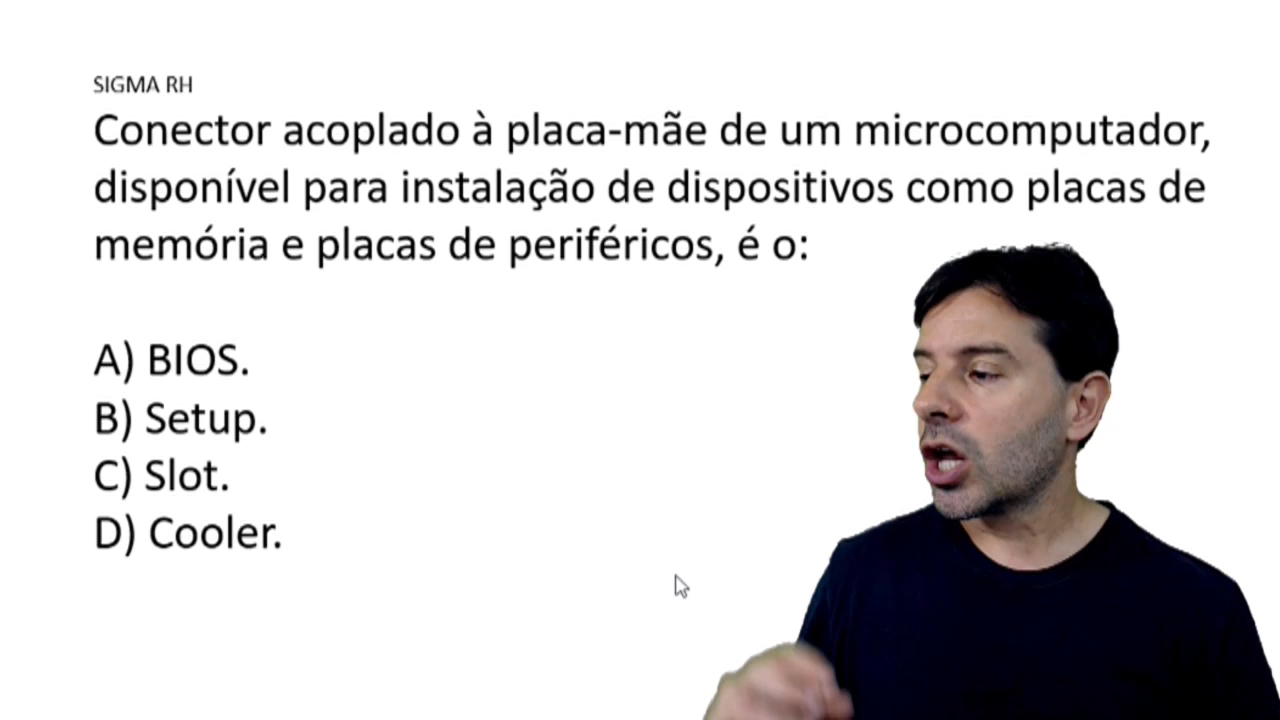 SIGMA RH
Conector acoplado à placa-mãe de um microcomputador,
disponível para instalação de dispositivos como placas de
memória e placas de periféricos, é o:
A) BIOS.
B) Setup.
C) Slot.
D) Cooler.